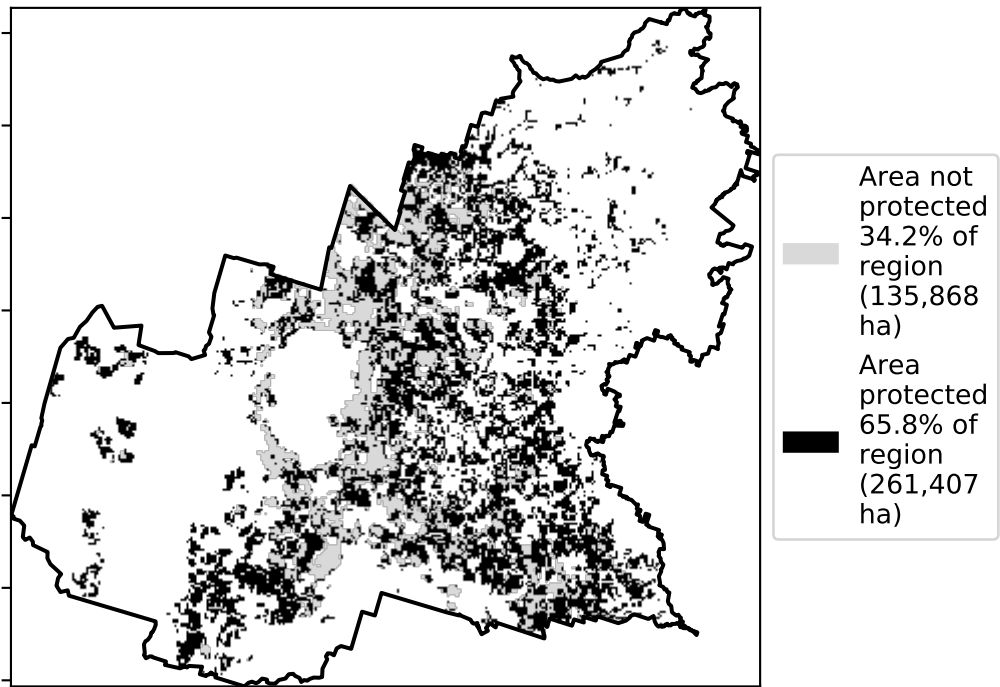 Area not
protected
34.2% of
region
(135,868
ha)
Area
protected
65.8% of
region
(261,407
ha)